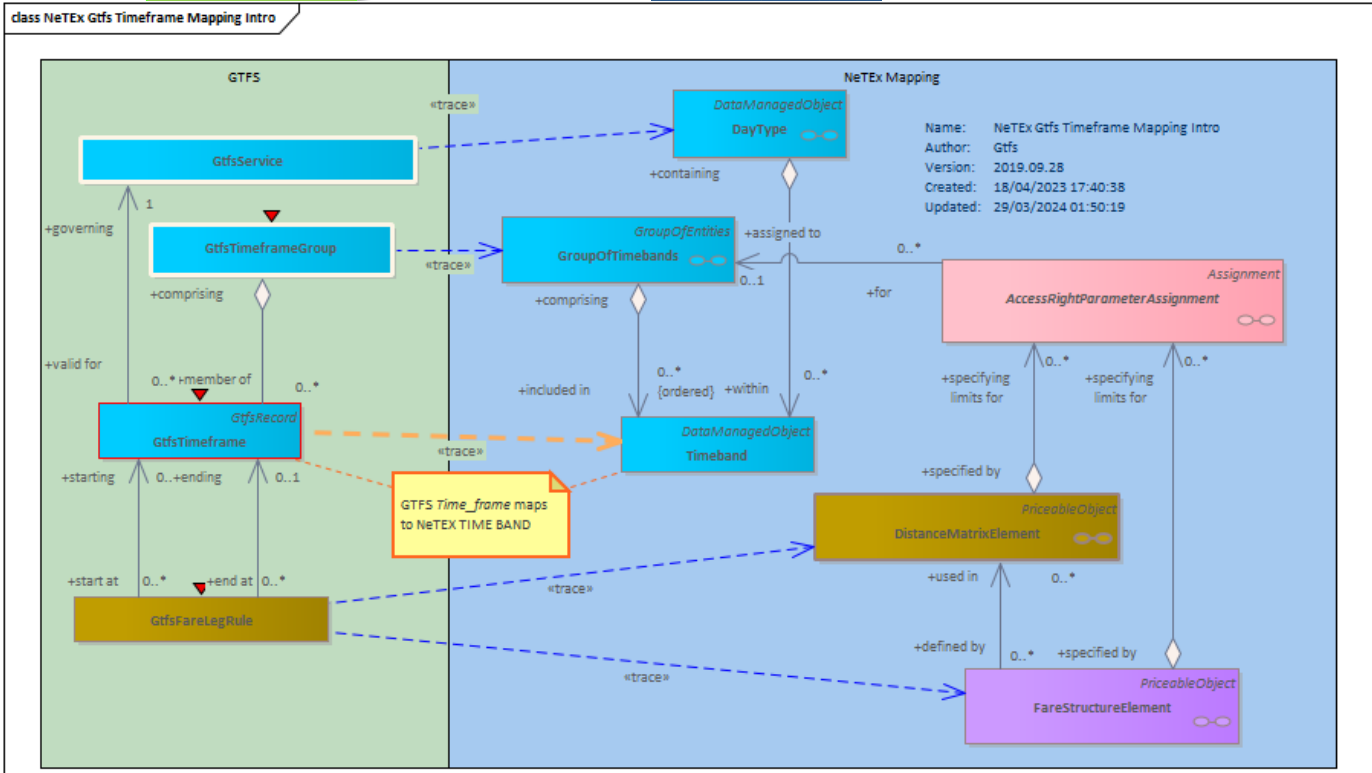 class NeTEx Gtfs Timeframe Mapping Intro
GTFS
NeTEx Mapping
«trace»
DataManagedObject
DayType
Name: NeTEx Gtfs Timeframe Mapping Intro
Author: Gtfs
Version: 2019.09.28
Created: 18/04/2023 17:40:38
Updated: 29/03/2024 01:50:19
GtfsService
+containing
1
+governing
GtfsTimeframeGroup
«trace»
GroupOfEntities
GroupOfTimebands
+assigned to
0..*
0..1
+for
Assignment
AccessRightParameterAssignment
+comprising
+comprising
+valid for
0..*
+member of
0..*
+included in
0..*
{ordered}
+within
0..*
0..*
0..*
+specifying
limits for
+specifying
limits for
GtfsRecord
GtfsTimeframe
«trace»
DataManagedObject
Timeband
+starting
0..+ending
0..1
+specified by
GTFS Time_frame maps
to NeTEX TIME BAND
PriceableObject
DistanceMatrixElement
+start at
0..*
+end at
0..*
+used in
0..*
«trace»
GtfsFareLegRule
+defined by
0..*
+specified by
«trace»
PriceableObject
FareStructureElement